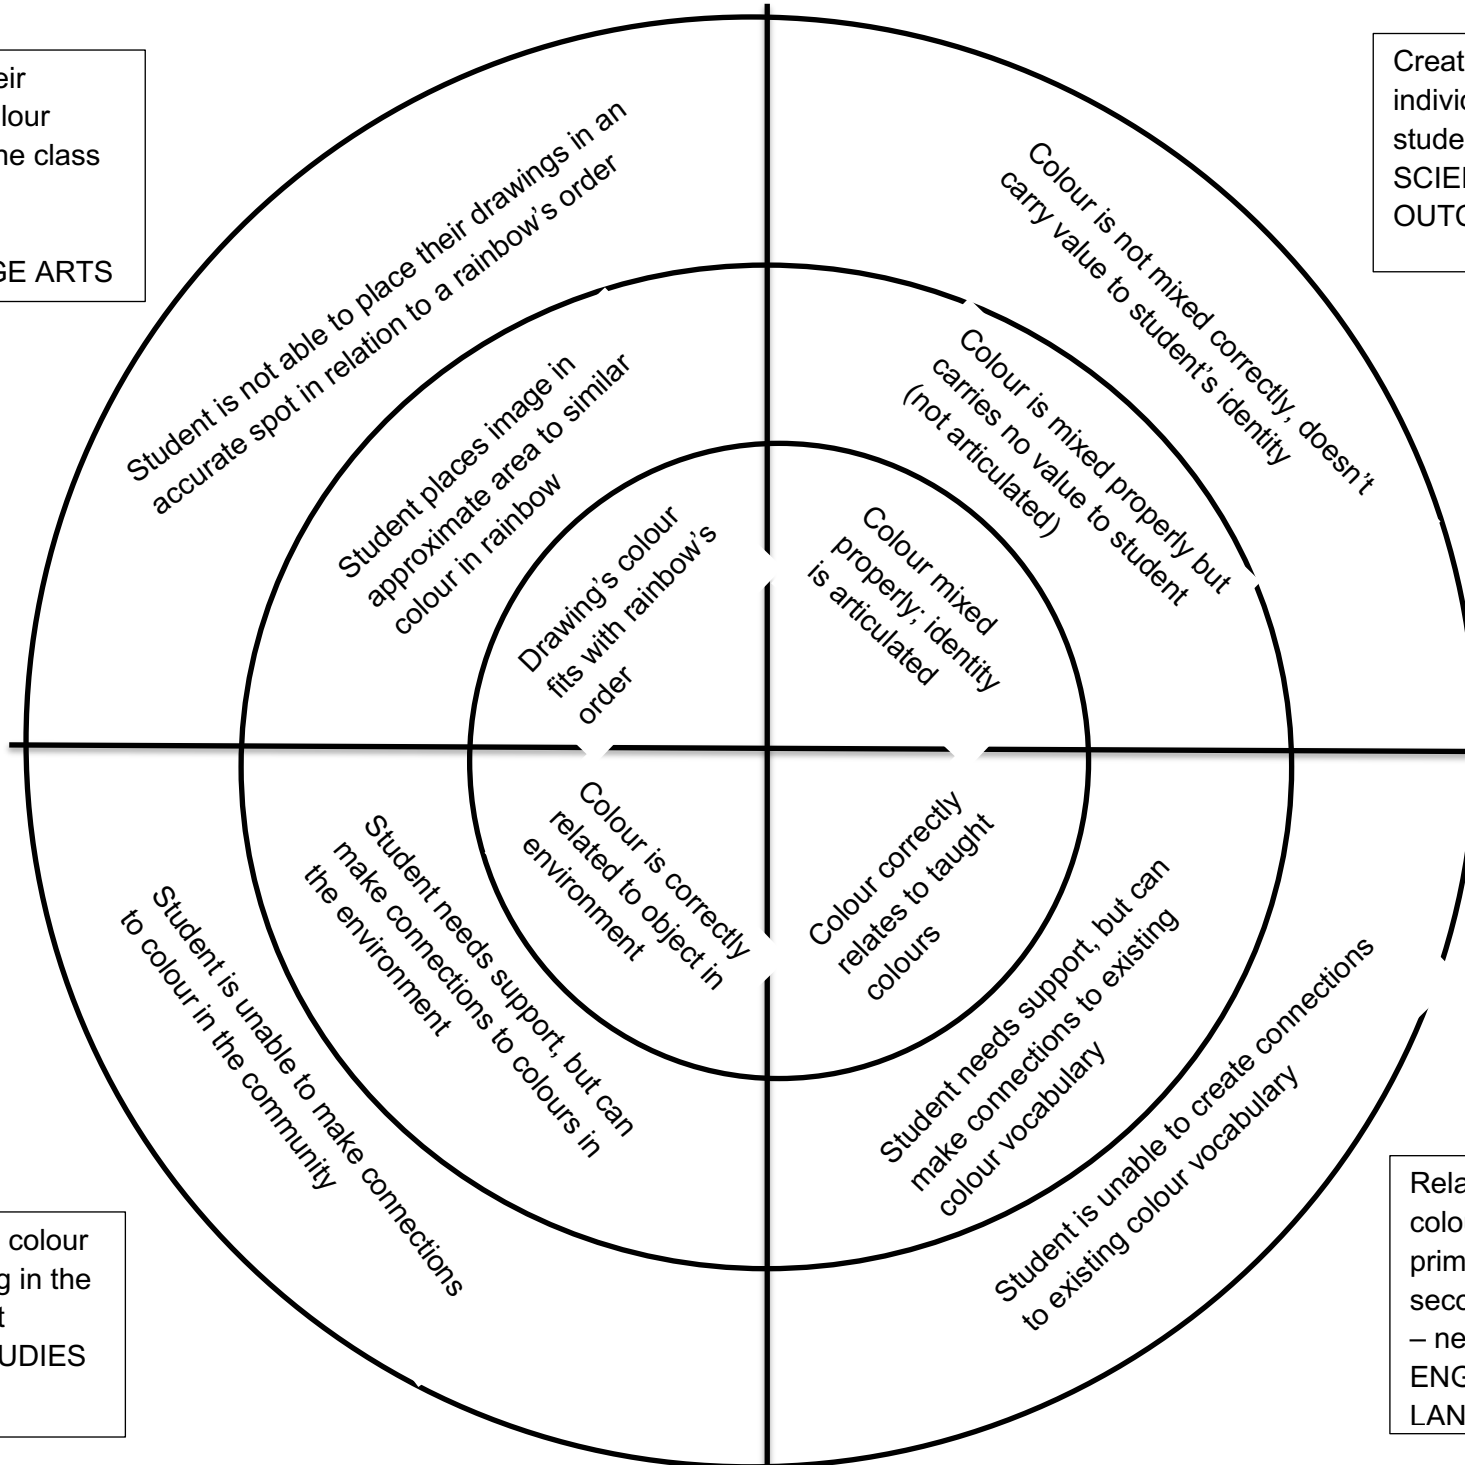 eir
lour
ne class
GE ARTS
Creat
individ
stude
SCIE
OUTC
Student is not able to place their drawings in an
accurate spot in relation to a rainbow's order
Colour is not mixed correctly, doesn't
carry value to student's identity
Student places image in
approximate area to similar
colour in rainbow
Colour is mixed properly but
carries no value to student
(not articulated)
Drawing's colour
fits with rainbow's
order
Colour mixed
properly; identity
is articulated
Colour is correctly
related to object in
environment
Colour correctly
relates to taught
colours
Student needs support, but can
make connections to colours in
the environment
Student needs support, but can
make connections to existing
colour vocabulary
Student is unable to make connections
to colour in the community
Student is unable to create connections
to existing colour vocabulary
colour
g in the
t
UDIES
Rela
colou
prim
seco
– ne
ENG
LAN